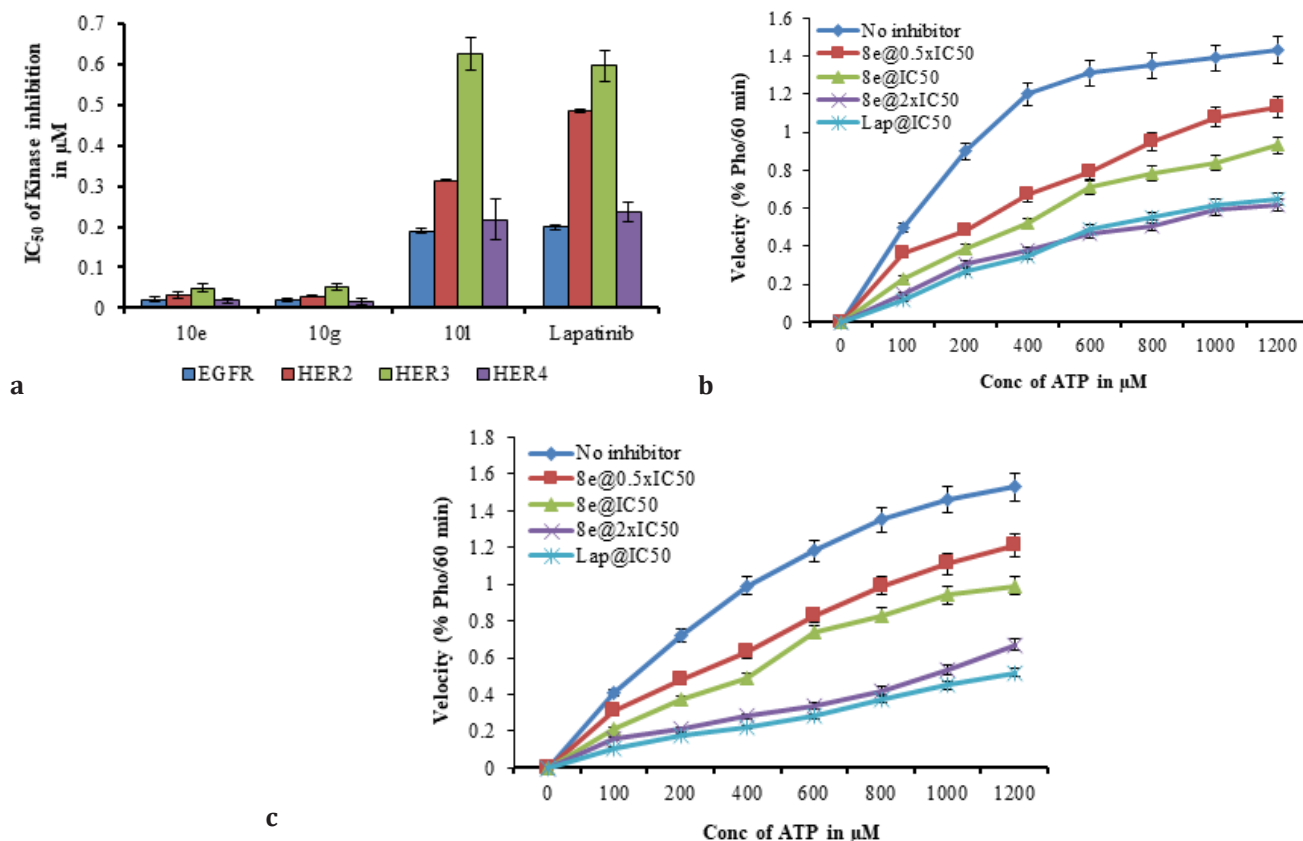 IC50 of Kinase inhibition
in µM
0.7
0.6
0.5
0.4
0.3
0.2
0.1
0
10e 10g 10l Lapatinib
EGFR HER2 HER3 HER4
a
Velocity (% Pho/60 min)
1.6
1.4
1.2
1
0.8
0.6
0.4
0.2
0
No inhibitor
8e@0.5xIC50
8e@IC50
8e@2xIC50
Lap@IC50
0 100 200 400 600 800 1000 1200
Conc of ATP in µM
b
Velocity (% Pho/60 min)
1.8
1.6
1.4
1.2
1
0.8
0.6
0.4
0.2
0
No inhibitor
8e@0.5xIC50
8e@IC50
8e@2xIC50
Lap@IC50
0 100 200 400 600 800 1000 1200
Conc of ATP in µM
c